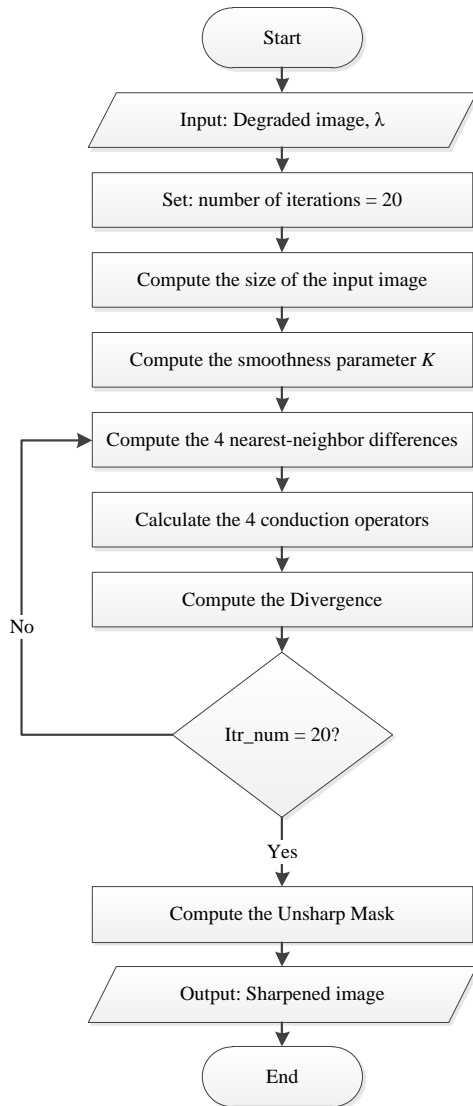 Start
Input: Degraded image, λ
Set: number of iterations = 20
Compute the size of the input image
Compute the smoothness parameter K
Compute the 4 nearest-neighbor differences
Calculate the 4 conduction operators
Compute the Divergence
No
Itr_num = 20?
Yes
Compute the Unsharp Mask
Output: Sharpened image
End